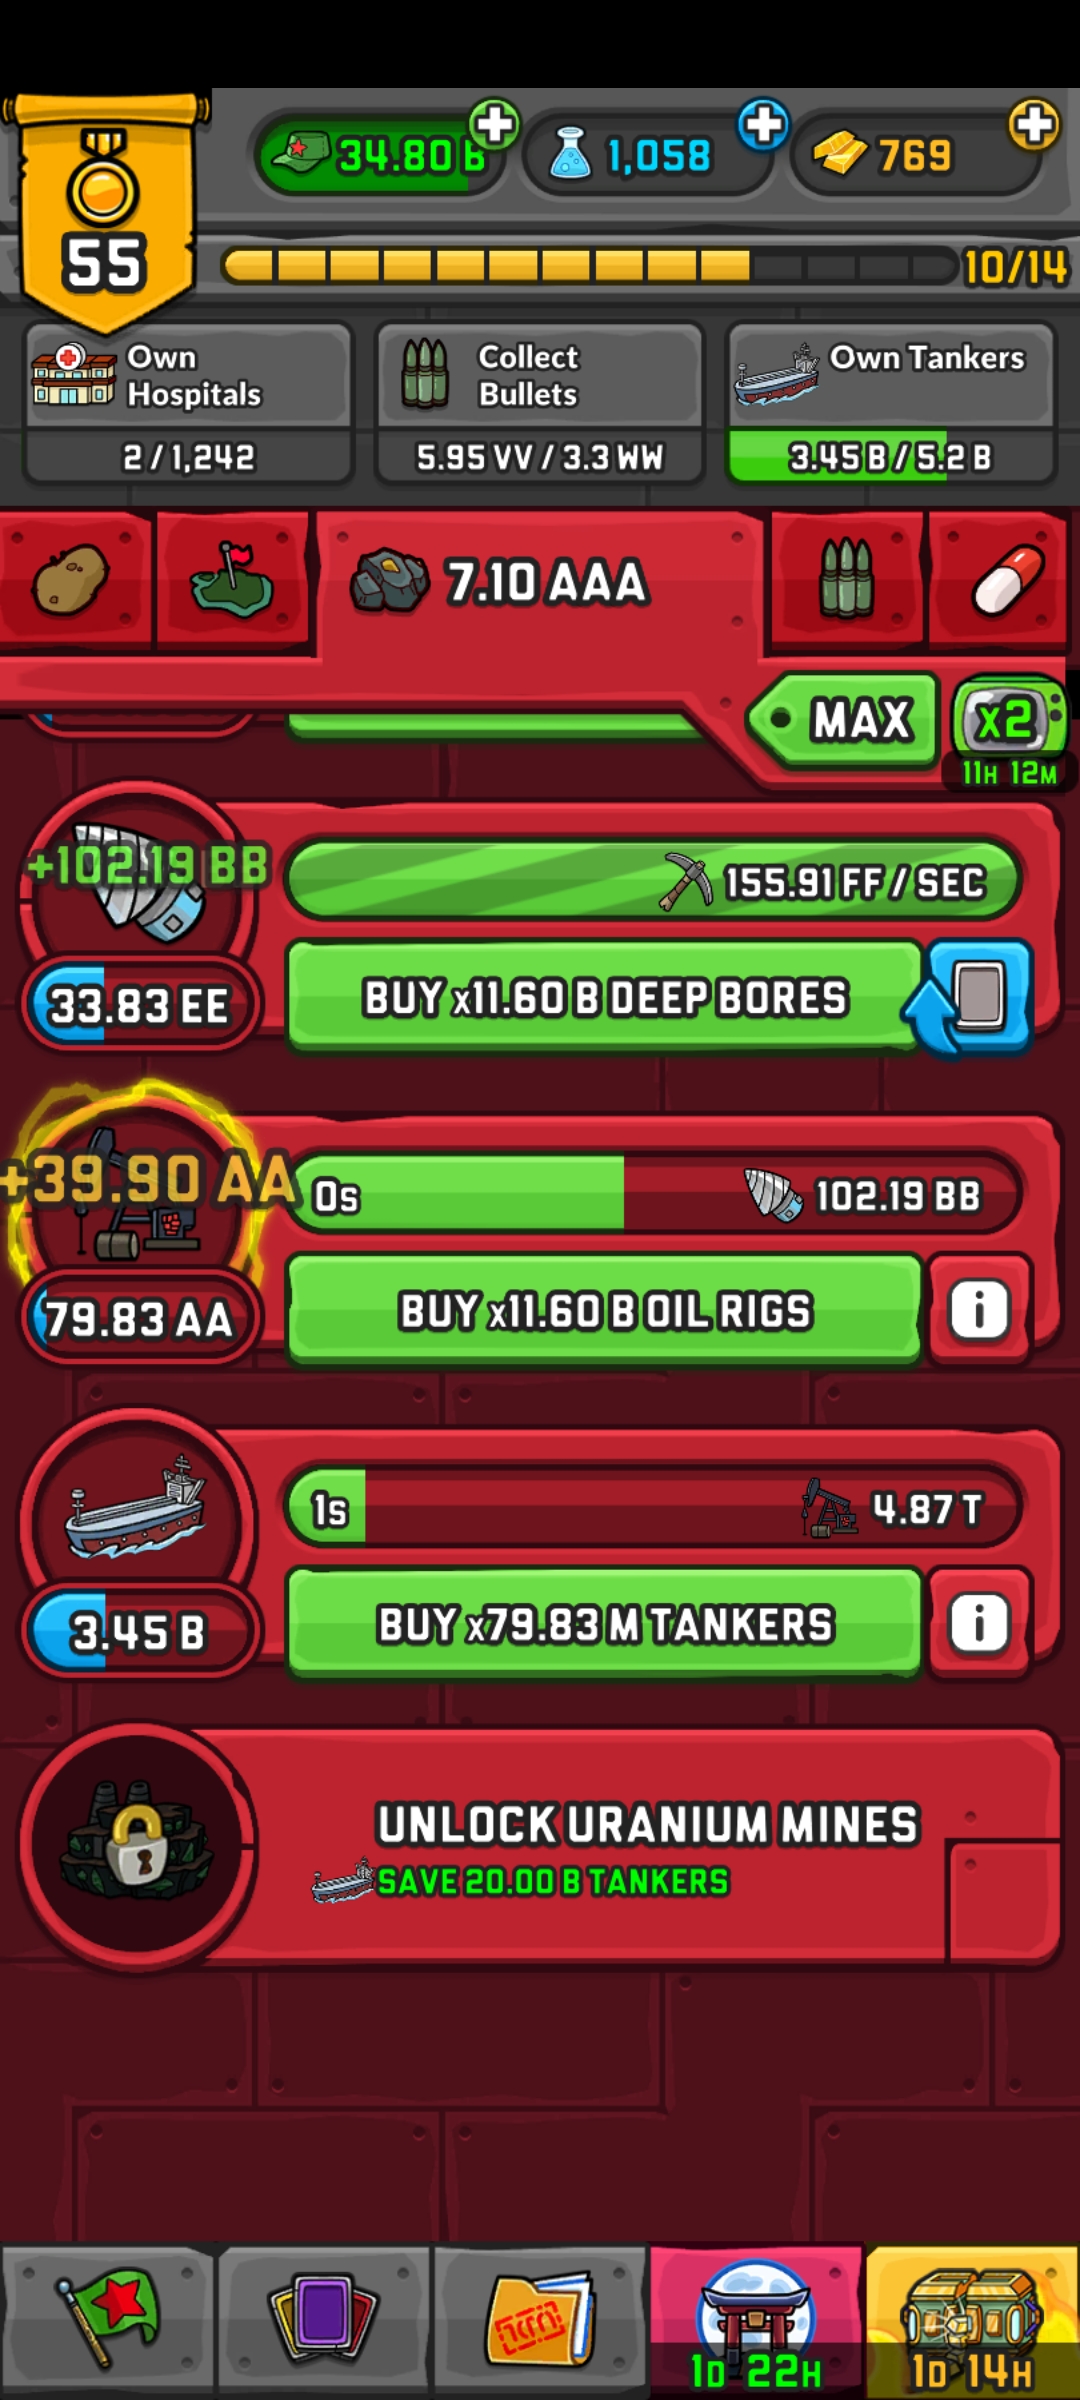 34.80 B
1,058
769
55
10/14
Own
Hospitals
2 / 1,242
Collect
Bullets
5.95 VV / 3.3 WW
Own Tankers
3.45 B / 5.2 B
7.10 AAA
MAX
x2
11H 12M
+102.19 BB
155.91 FF / SEC
33.83 EE
BUY x11.60 B DEEP BORES
+39.90 AA
0s
102.19 BB
79.83 AA
BUY x11.60 B OIL RIGS
i
1s
4.87 T
3.45 B
BUY x79.83 M TANKERS
i
UNLOCK URANIUM MINES
SAVE 20.00 B TANKERS
1D 22H
1D 14H